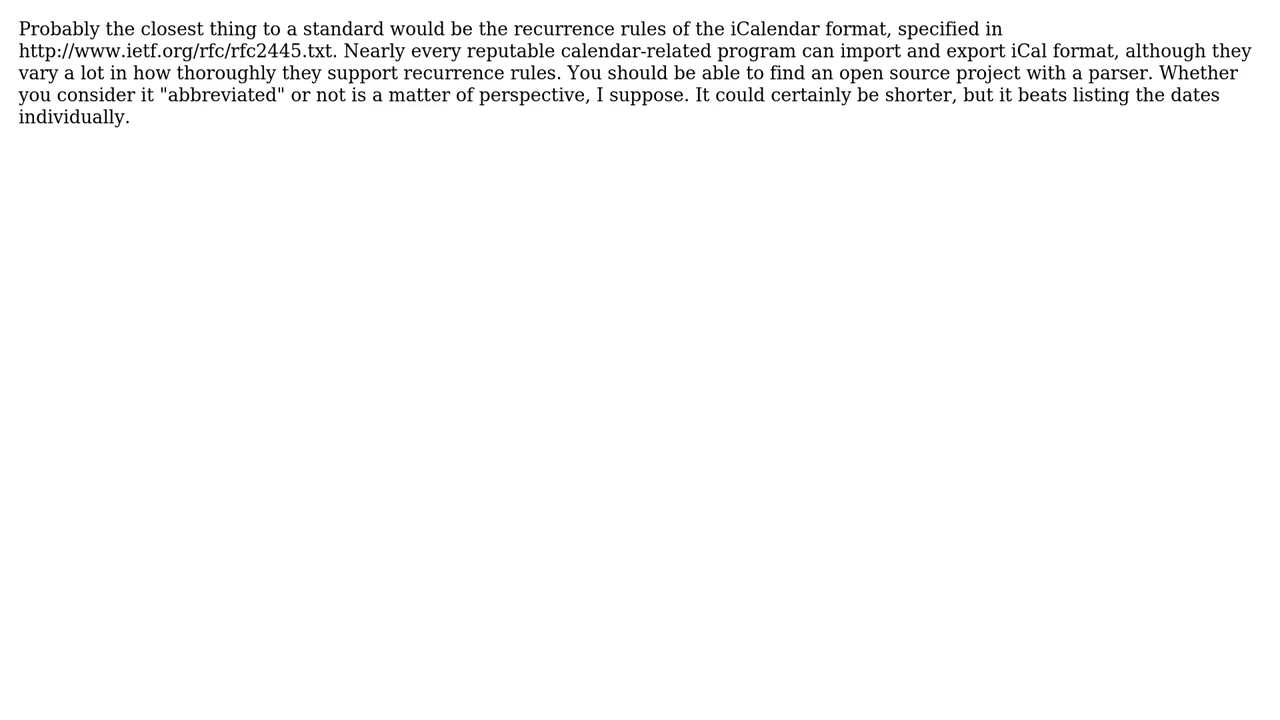 Probably the closest thing to a standard would be the recurrence rules of the iCalendar format, specified in
http://www.ietf.org/rfc/rfc2445.txt. Nearly every reputable calendar-related program can import and export iCal format, although they
vary a lot in how thoroughly they support recurrence rules. You should be able to find an open source project with a parser. Whether
you consider it "abbreviated" or not is a matter of perspective, I suppose. It could certainly be shorter, but it beats listing the dates
individually.